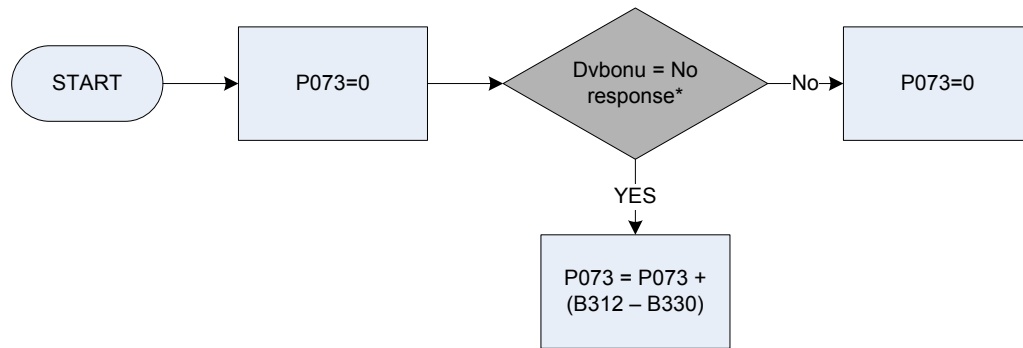 START
P073=0
Dvbonu = No
response*
No
P073=0
YES
P073 = P073 +
(B312 – B330)